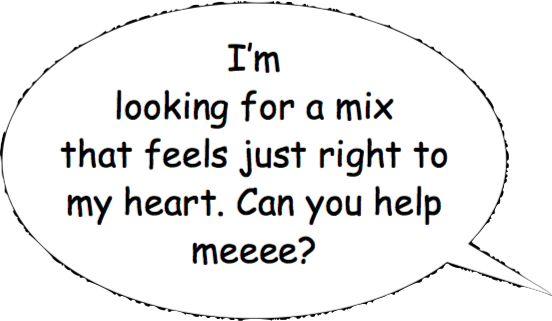 I'm
looking for a mix
that feels just right to
my heart. Can you help
meeee?